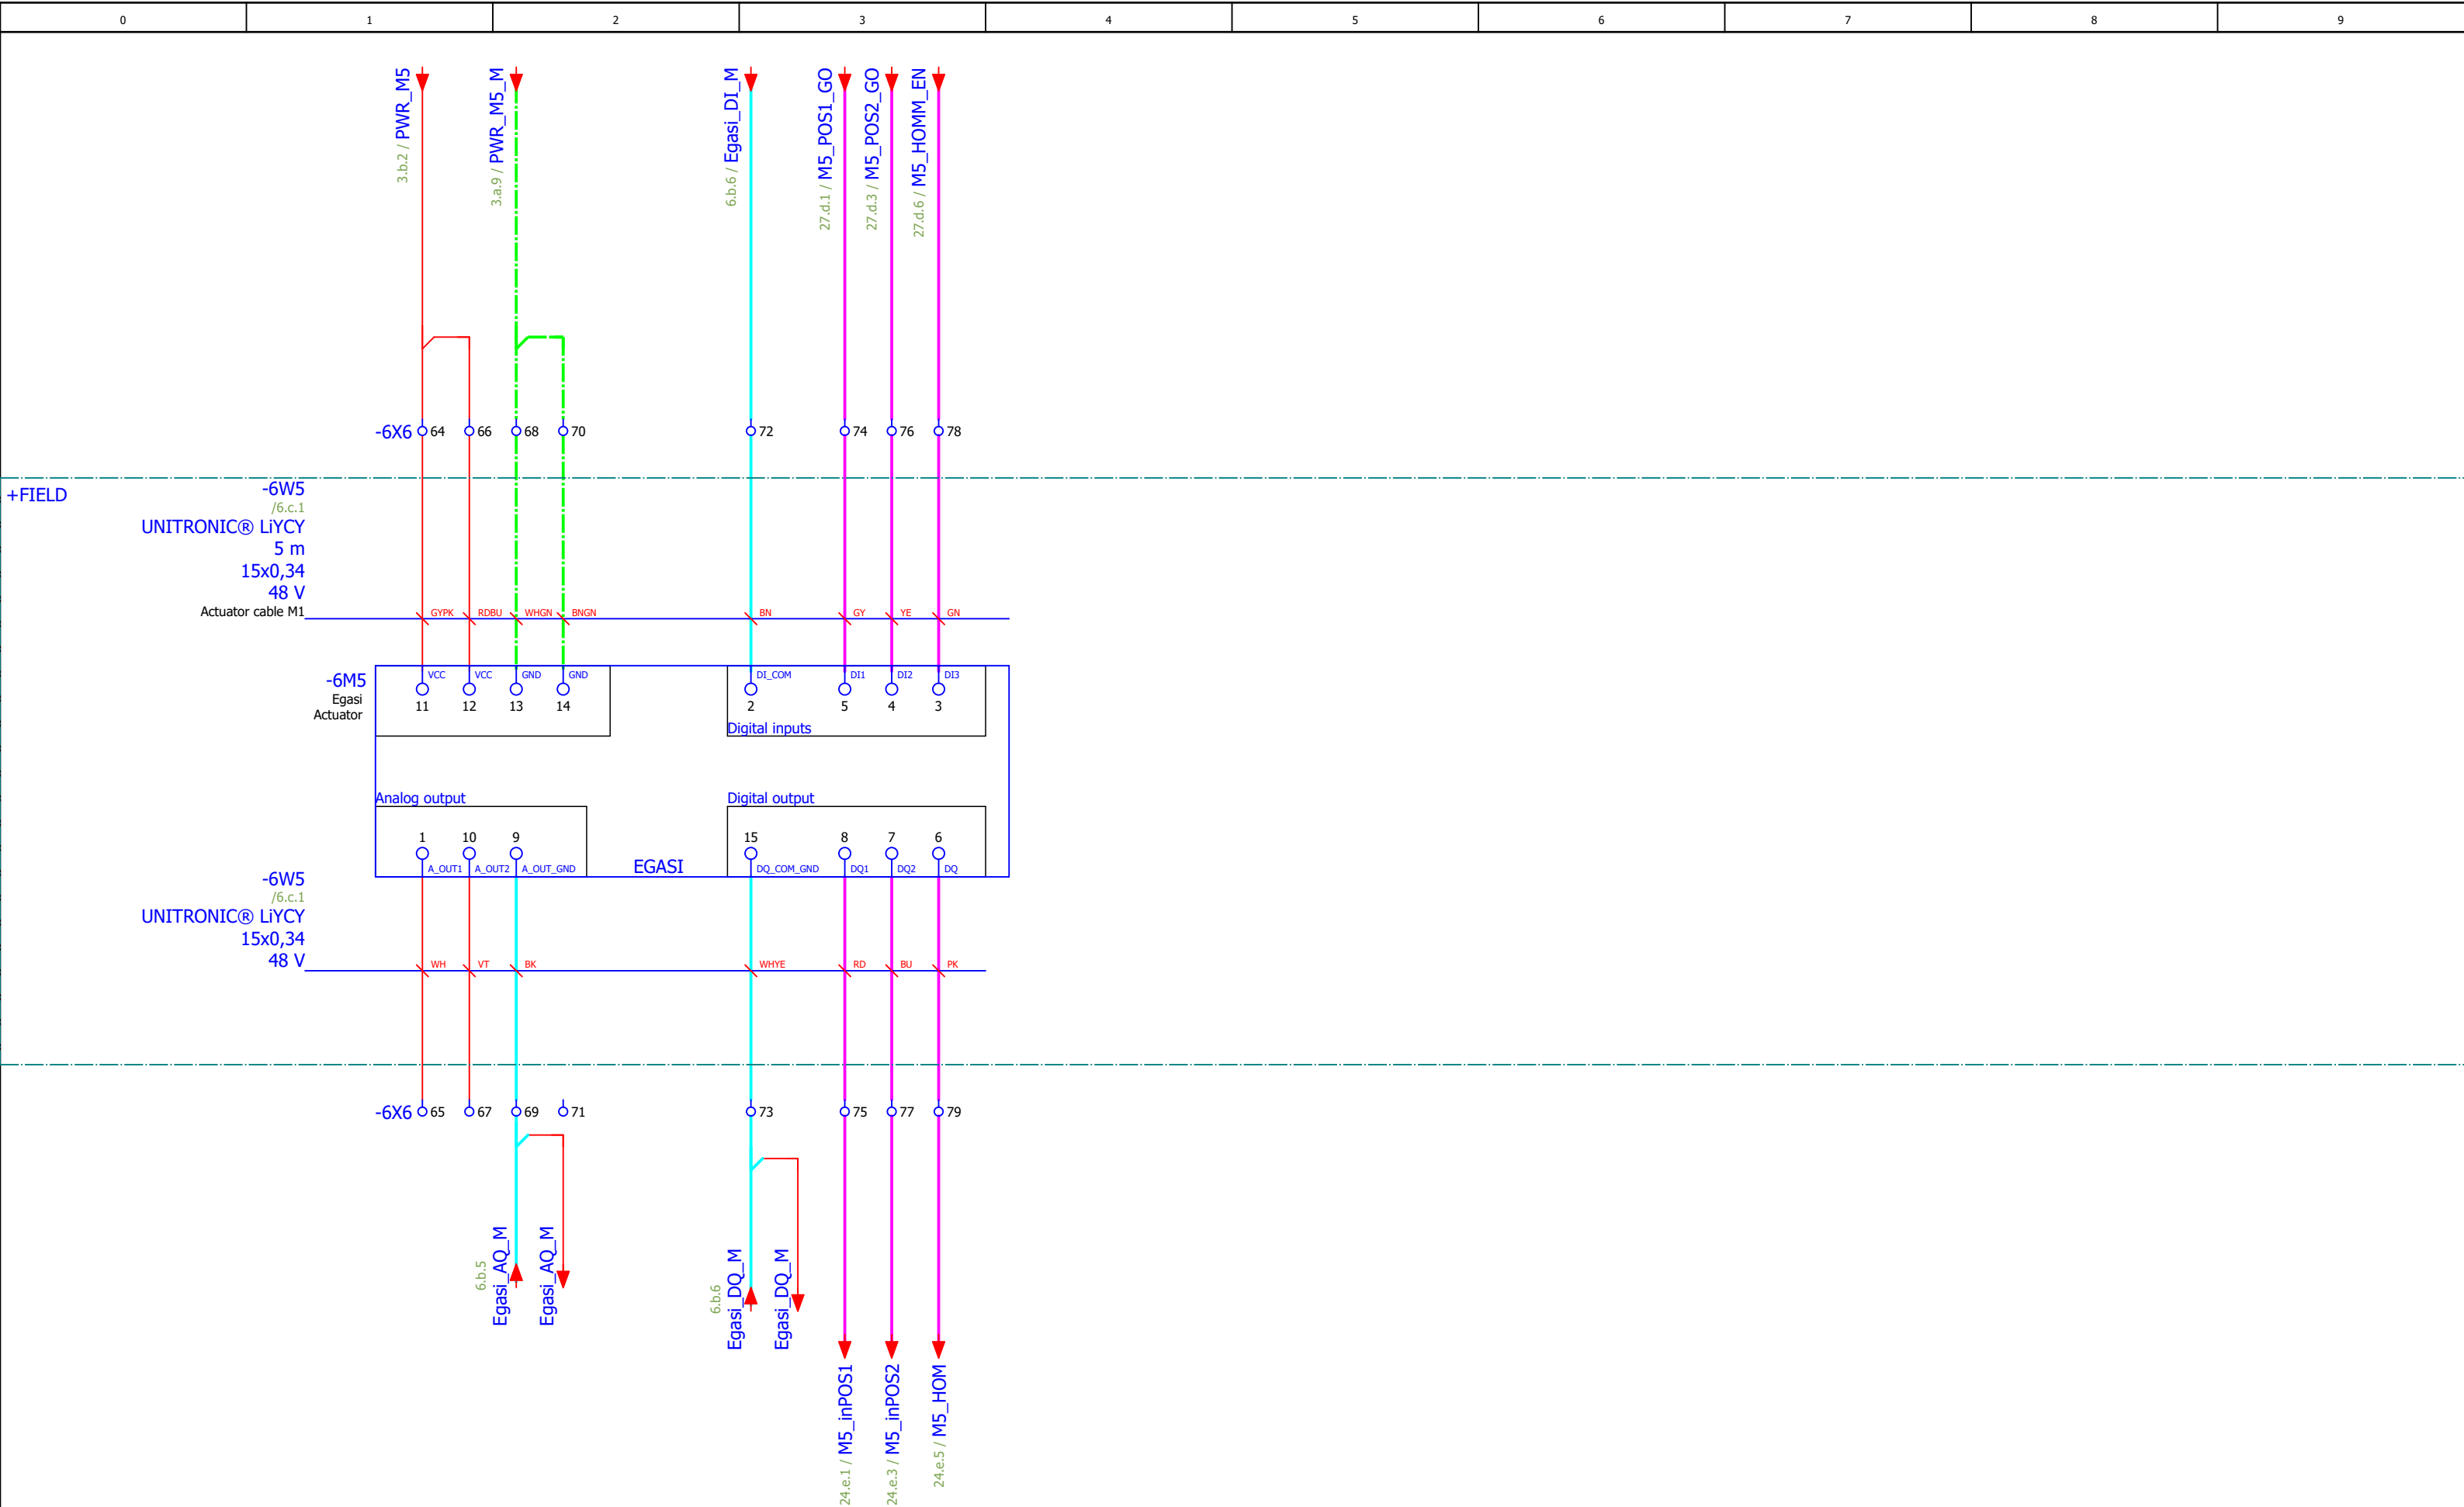 0 1 2 3 4 5 6 7 8 9
3.b.2 / PWR_M5
3.a.9 / PWR_M5_M
6.b.6 / Egasi_DI_M
27.d.1 / M5_POS1_GO
27.d.3 / M5_POS2_GO
27.d.6 / M5_HOMM_EN
-6X6 64 66 68 70 72 74 76 78
+FIELD
-6W5
/6.c.1
UNITRONIC® LiYCY
5 m
15x0,34
48 V
Actuator cable M1
GYPK RDBU WHGN BNGN BN GY YE GN
-6M5
Egasi
Actuator
VCC VCC GND GND DI_COM DI1 DI2 DI3
11 12 13 14 2 5 4 3
Digital inputs
Analog output
Digital output
1 10 9 15 8 7 6
A_OUT1 A_OUT2 A_OUT_GND EGASI DQ_COM_GND DQ1 DQ2 DQ
-6W5
/6.c.1
UNITRONIC® LiYCY
15x0,34
48 V
WH VT BK WHYE RD BU PK
-6X6 65 67 69 71 73 75 77 79
6.b.5
Egasi_AQ_M
Egasi_AQ_M
6.b.6
Egasi_DQ_M
Egasi_DQ_M
24.e.1 / M5_inPOS1
24.e.3 / M5_inPOS2
24.e.5 / M5_HOM